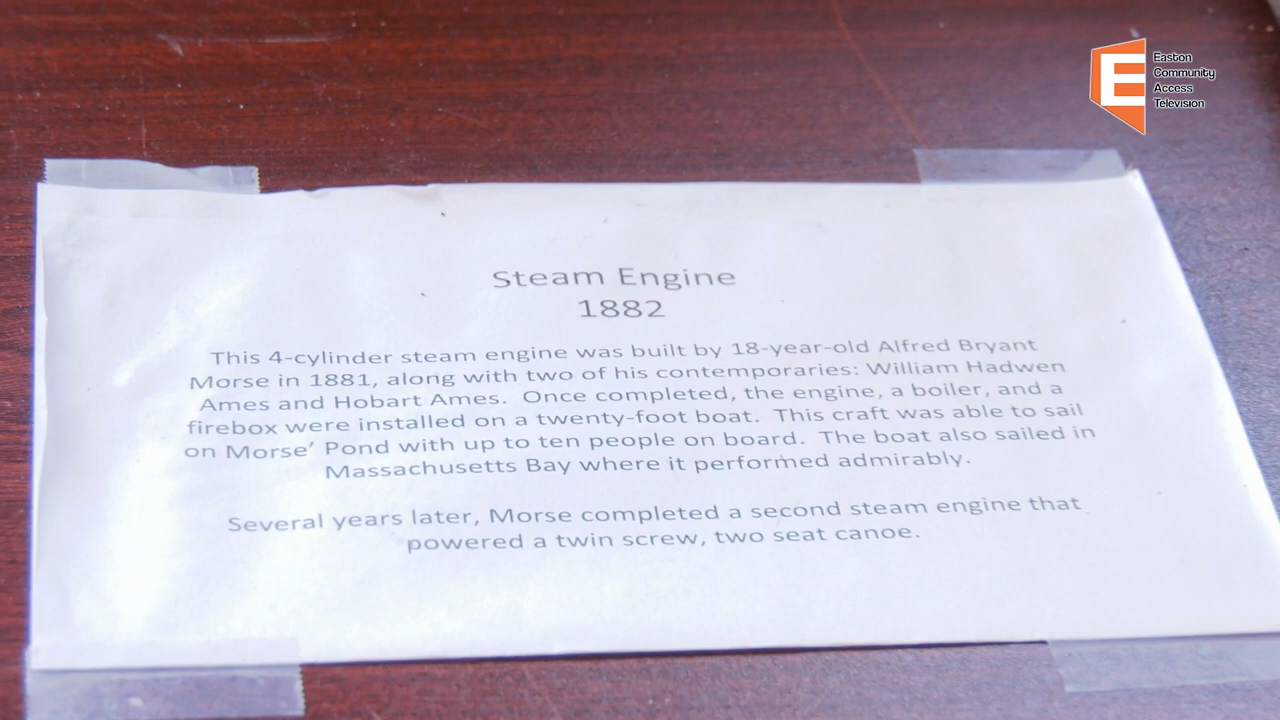 Easton
Community
Access
Television
Steam Engine
1882
This 4-cylinder steam engine was built by 18-year-old Alfred Bryant
Morse in 1881, along with two of his contemporaries: William Hadwen
Ames and Hobart Ames.  Once completed, the engine, a boiler, and a
firebox were installed on a twenty-foot boat.  This craft was able to sail
on Morse’ Pond with up to ten people on board.  The boat also sailed in
Massachusetts Bay where it performed admirably.
Several years later, Morse completed a second steam engine that
powered a twin screw, two seat canoe.